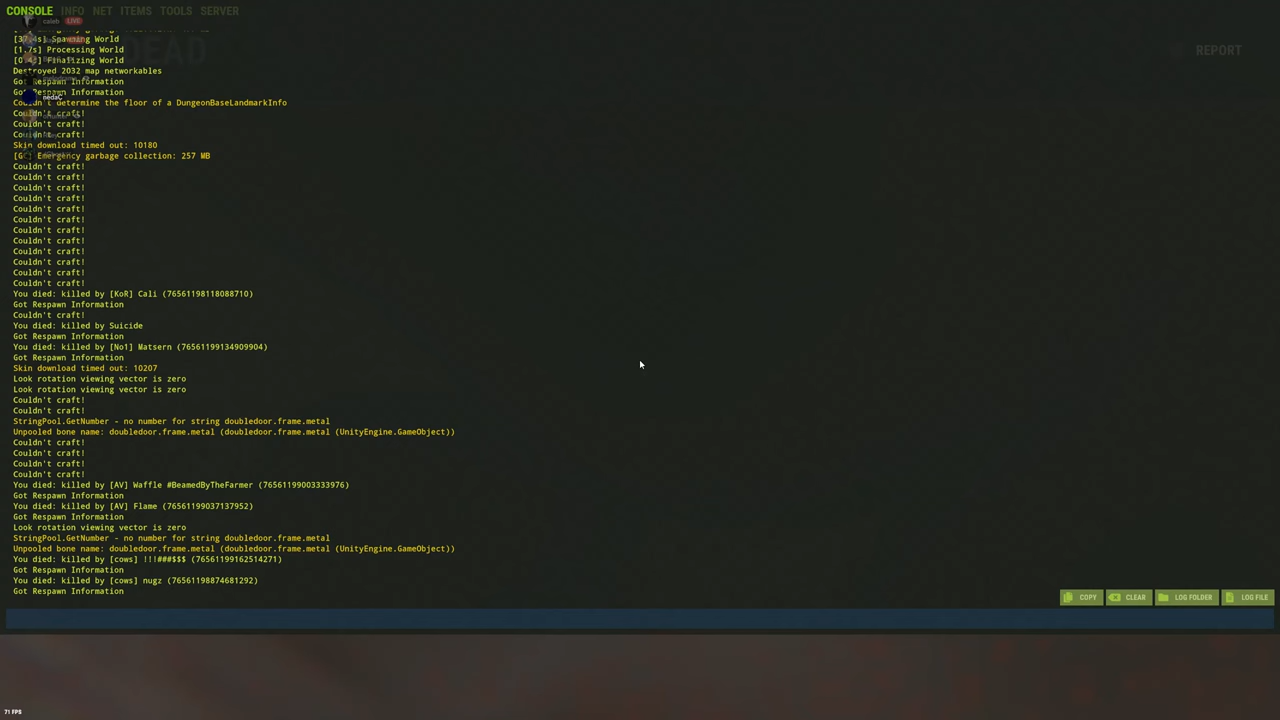 CONSOLE INFO NET ITEMS TOOLS SERVER
caleb LIVE
DEAD
REPORT
Spawning World
Processing World
Finalizing World
Destroyed 2032 map networkables
Got Respawn Information
Got Respawn Information
nedaC
Couldn't determine the floor of a DungeonBaseLandmarkInfo
Couldn't craft!
Couldn't craft!
Couldn't craft!
Skin download timed out: 10180
Emergency garbage collection: 257 MB
Couldn't craft!
Couldn't craft!
Couldn't craft!
Couldn't craft!
Couldn't craft!
Couldn't craft!
Couldn't craft!
Couldn't craft!
Couldn't craft!
Couldn't craft!
Couldn't craft!
Couldn't craft!
You died: killed by [KoR] Cali (76561198118088710)
Got Respawn Information
Couldn't craft!
You died: killed by Suicide
Got Respawn Information
You died: killed by [No1] Matsern (76561199134909904)
Got Respawn Information
Skin download timed out: 10207
Look rotation viewing vector is zero
Look rotation viewing vector is zero
Couldn't craft!
Couldn't craft!
StringPool.GetNumber - no number for string doubledoor.frame.metal
Unpooled bone name: doubledoor.frame.metal (doubledoor.frame.metal (UnityEngine.GameObject))
Couldn't craft!
Couldn't craft!
Couldn't craft!
Couldn't craft!
You died: killed by [AV] Waffle #BeamedByTheFarmer (76561199003333976)
Got Respawn Information
You died: killed by [AV] Flame (76561199037137952)
Got Respawn Information
Look rotation viewing vector is zero
StringPool.GetNumber - no number for string doubledoor.frame.metal
Unpooled bone name: doubledoor.frame.metal (doubledoor.frame.metal (UnityEngine.GameObject))
You died: killed by [cows] !!!###$$$ (76561199162514271)
Got Respawn Information
You died: killed by [cows] nugz (76561198874681292)
Got Respawn Information
COPY CLEAR LOG FOLDER LOG FILE
71 FPS